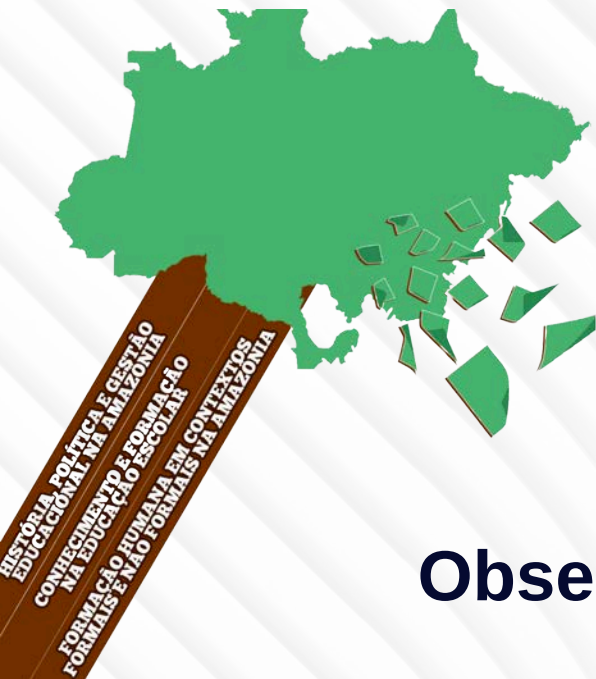 HISTÓRIA, POLÍTICA E GESTÃO
EDUCACIONAL NA AMAZÔNIA
CONHECIMENTO E FORMAÇÃO
NA EDUCAÇÃO ESCOLAR
FORMAÇÃO HUMANA EM CONTEXTOS
FORMAIS E NÃO FORMAIS NA AMAZÔNIA
Obse